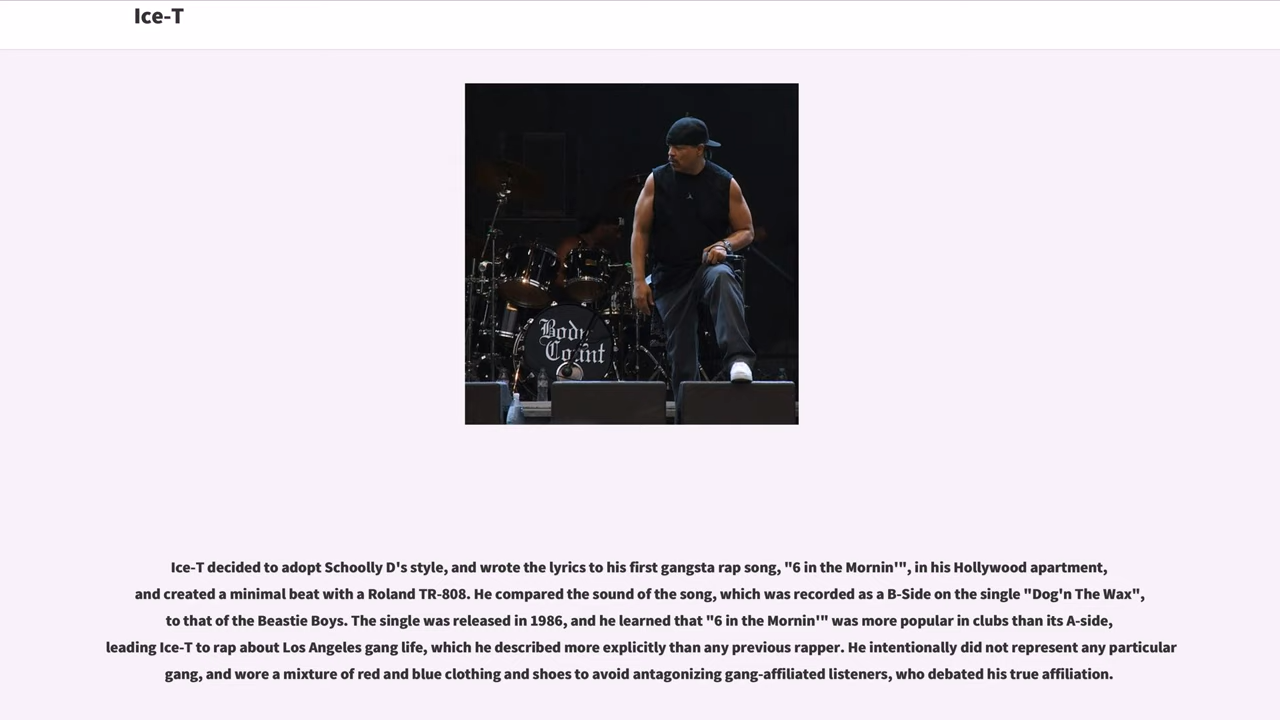 Ice-T
Body
Count
Ice-T decided to adopt Schoolly D's style, and wrote the lyrics to his first gangsta rap song, "6 in the Mornin'", in his Hollywood apartment,
and created a minimal beat with a Roland TR-808. He compared the sound of the song, which was recorded as a B-Side on the single "Dog'n The Wax",
to that of the Beastie Boys. The single was released in 1986, and he learned that "6 in the Mornin'" was more popular in clubs than its A-side,
leading Ice-T to rap about Los Angeles gang life, which he described more explicitly than any previous rapper. He intentionally did not represent any particular
gang, and wore a mixture of red and blue clothing and shoes to avoid antagonizing gang-affiliated listeners, who debated his true affiliation.